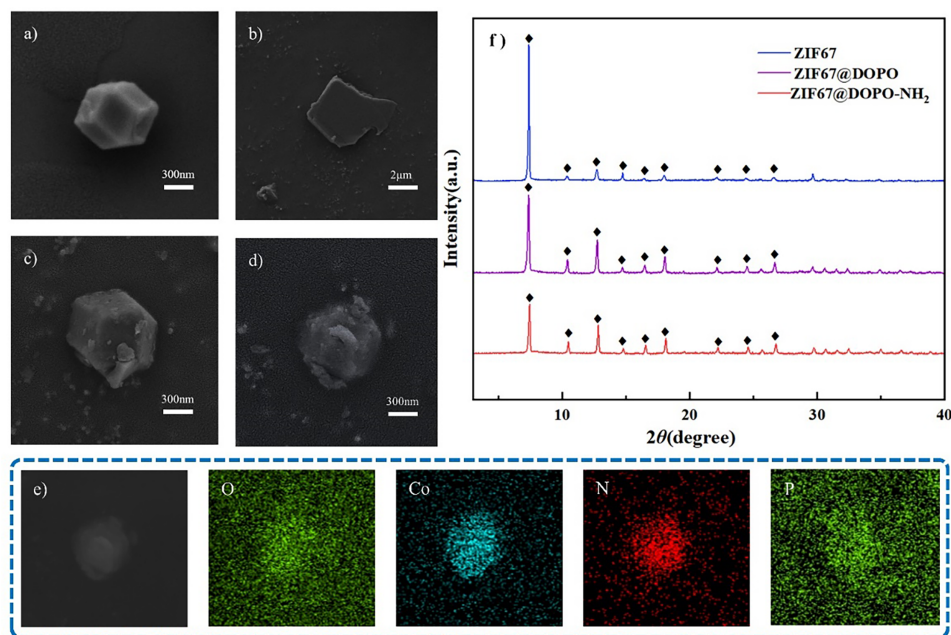 a)
300nm
b)
2μm
c)
300nm
d)
300nm
f )
ZIF67
ZIF67@DOPO
ZIF67@DOPO-NH₂
Intensity(a.u.)
10
20
30
40
2θ(degree)
e)
O
Co
N
P